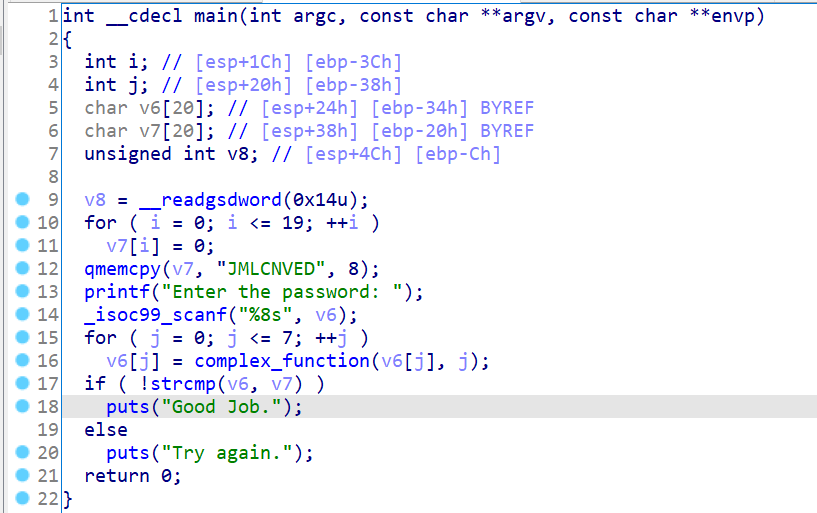 1 int __cdecl main(int argc, const char **argv, const char **envp)
2 {
3   int i; // [esp+1Ch] [ebp-3Ch]
4   int j; // [esp+20h] [ebp-38h]
5   char v6[20]; // [esp+24h] [ebp-34h] BYREF
6   char v7[20]; // [esp+38h] [ebp-20h] BYREF
7   unsigned int v8; // [esp+4Ch] [ebp-Ch]
8
9   v8 = __readgsdword(0x14u);
10   for ( i = 0; i <= 19; ++i )
11     v7[i] = 0;
12   qmemcpy(v7, "JMLCNVED", 8);
13   printf("Enter the password: ");
14   _isoc99_scanf("%8s", v6);
15   for ( j = 0; j <= 7; ++j )
16     v6[j] = complex_function(v6[j], j);
17   if ( !strcmp(v6, v7) )
18     puts("Good Job.");
19   else
20     puts("Try again.");
21   return 0;
22 }